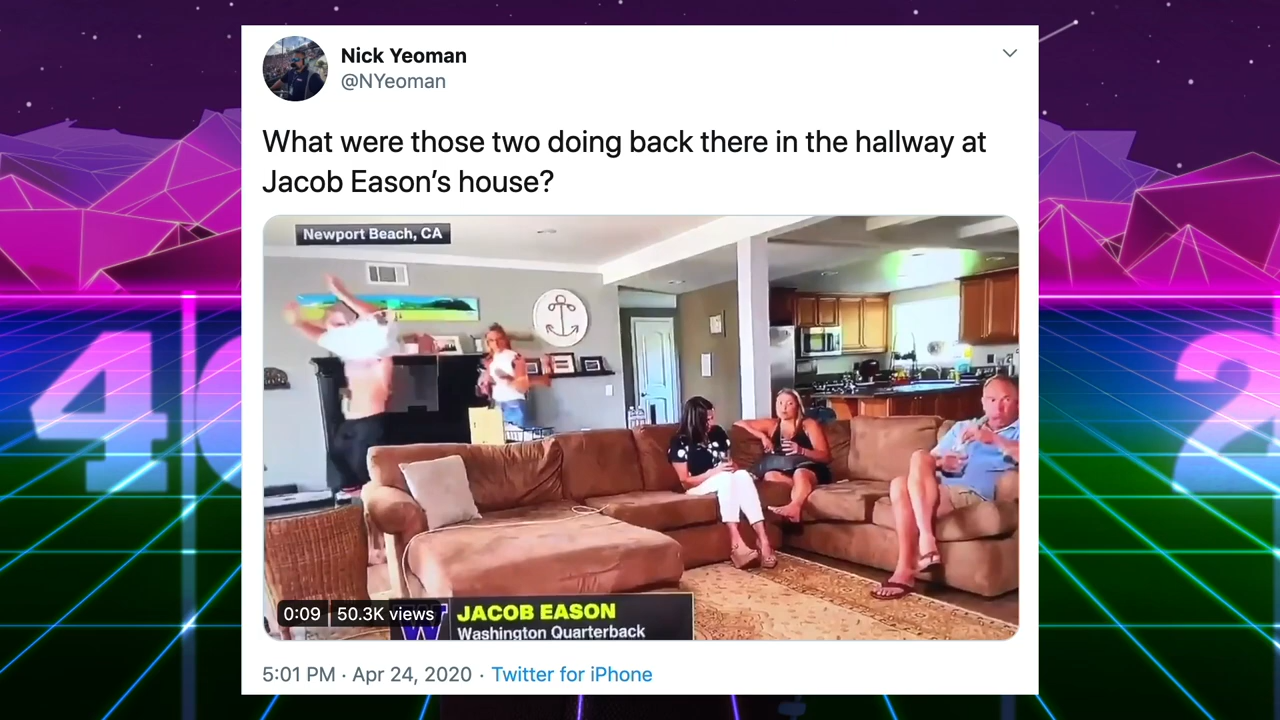 Nick Yeoman
@NYeoman
What were those two doing back there in the hallway at
Jacob Eason’s house?
Newport Beach, CA
0:09 50.3K views
W
JACOB EASON
Washington Quarterback
5:01 PM · Apr 24, 2020 · Twitter for iPhone
4
2